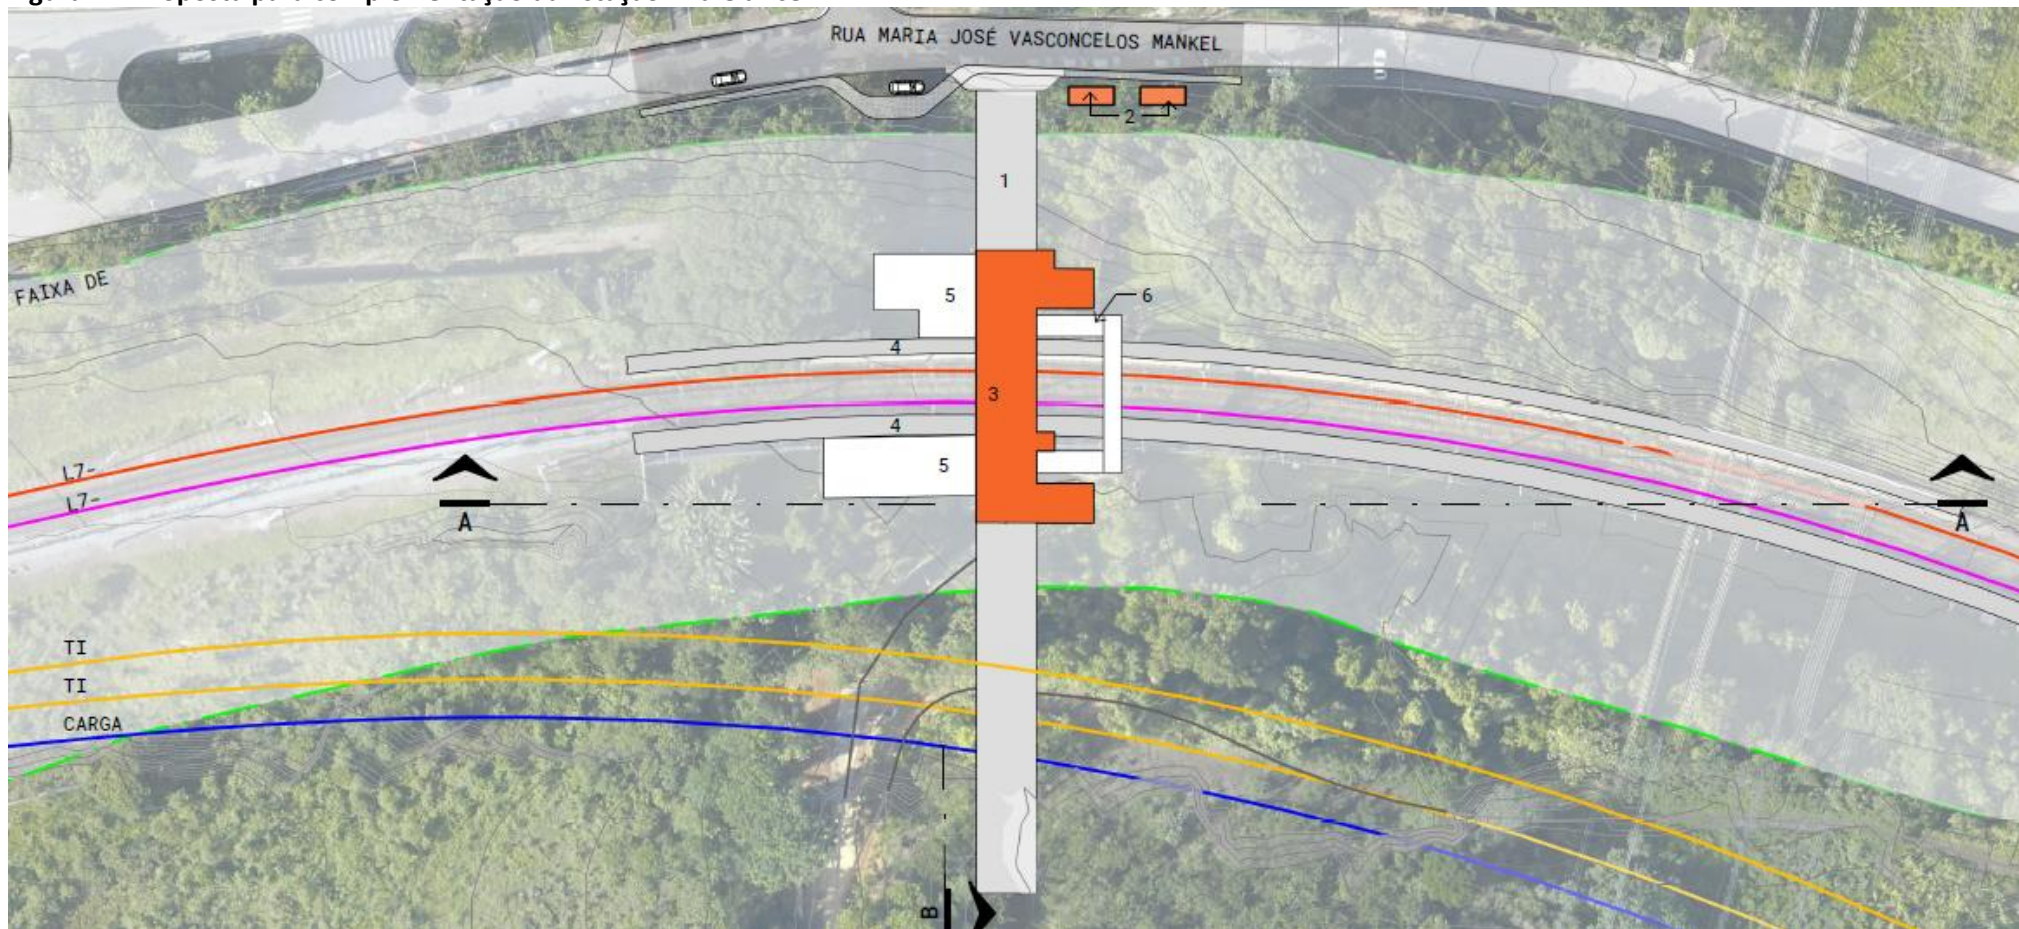 RUA MARIA JOSÉ VASCONCELOS MANKEL
2
1
FAIXA DE
5
6
4
3
4
L7-
5
L7-
A
A
TI
TI
CARGA
B